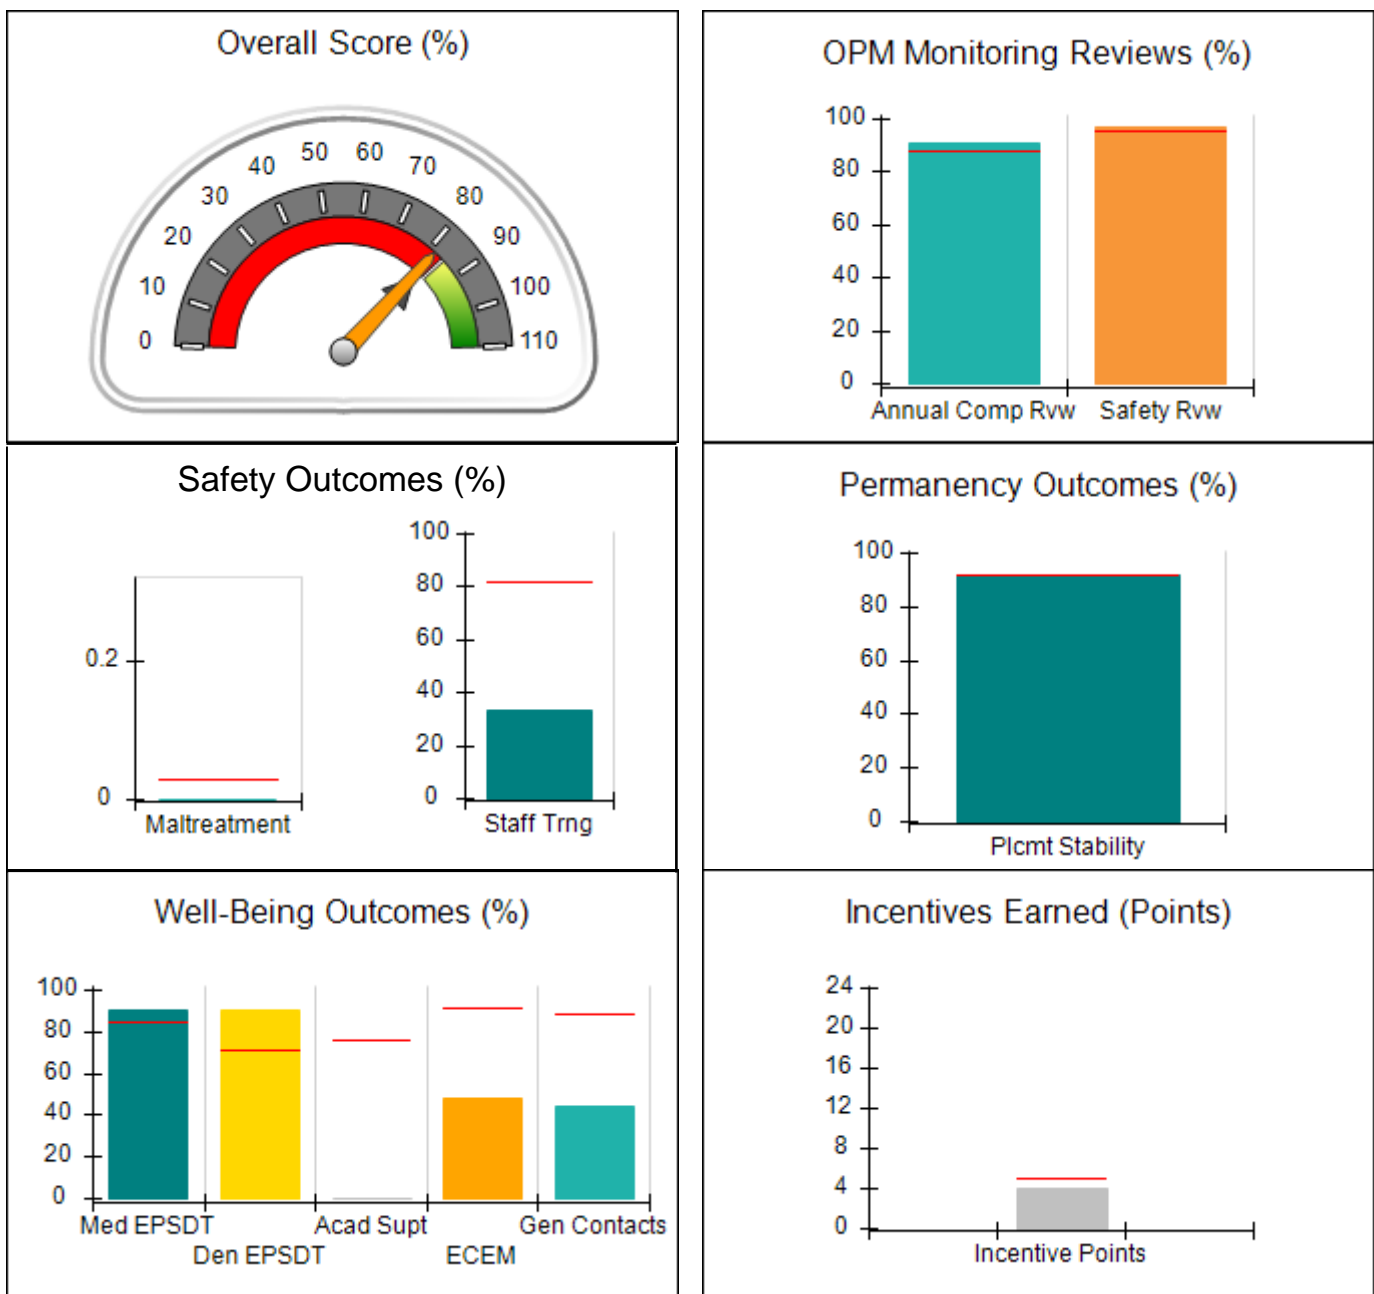 Overall Score (%)
0
10
20
30
40
50
60
70
80
90
100
110
OPM Monitoring Reviews (%)
100
80
60
40
20
0
Annual Comp Rvw
Safety Rvw
Safety Outcomes (%)
0.2
0
Maltreatment
100
80
60
40
20
0
Staff Trng
Permanency Outcomes (%)
100
80
60
40
20
0
Plcmt Stability
Well-Being Outcomes (%)
100
80
60
40
20
0
Med EPSDT
Den EPSDT
Acad Supt
ECEM
Gen Contacts
Incentives Earned (Points)
24
20
16
12
8
4
0
Incentive Points